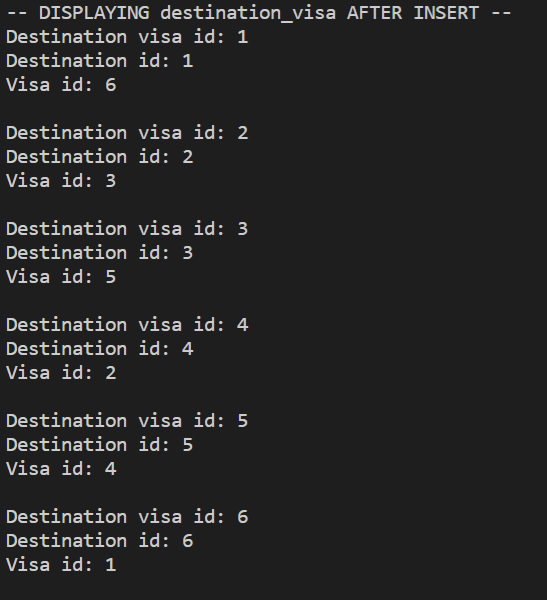 -- DISPLAYING destination_visa AFTER INSERT --
Destination visa id: 1
Destination id: 1
Visa id: 6
Destination visa id: 2
Destination id: 2
Visa id: 3
Destination visa id: 3
Destination id: 3
Visa id: 5
Destination visa id: 4
Destination id: 4
Visa id: 2
Destination visa id: 5
Destination id: 5
Visa id: 4
Destination visa id: 6
Destination id: 6
Visa id: 1